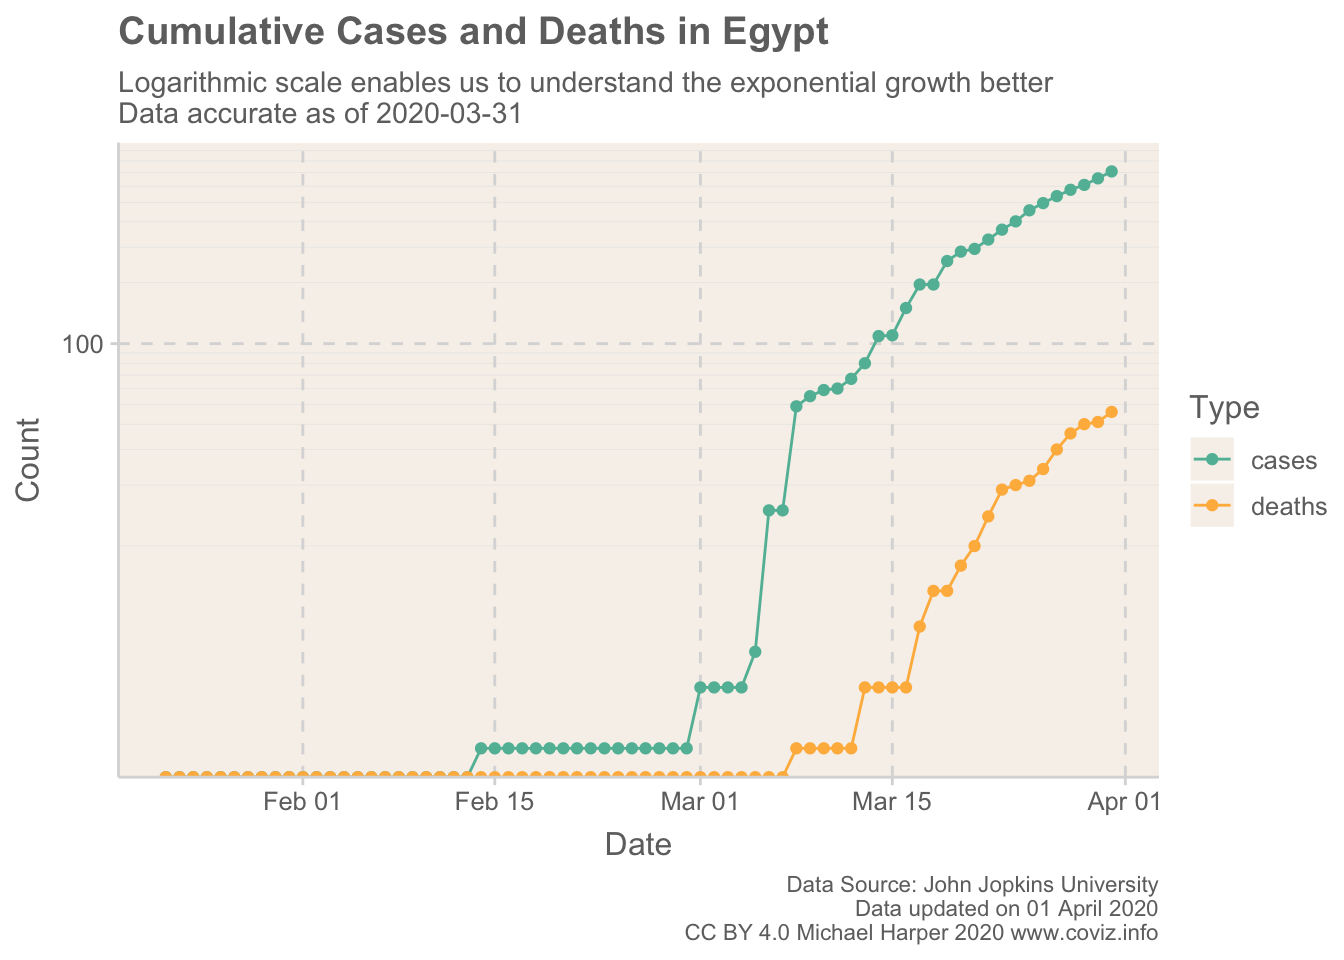 Cumulative Cases and Deaths in Egypt
Logarithmic scale enables us to understand the exponential growth better
Data accurate as of 2020-03-31
100
Count
Type
cases
deaths
Feb 01
Feb 15
Mar 01
Mar 15
Apr 01
Date
Data Source: John Jopkins University
Data updated on 01 April 2020
CC BY 4.0 Michael Harper 2020 www.coviz.info